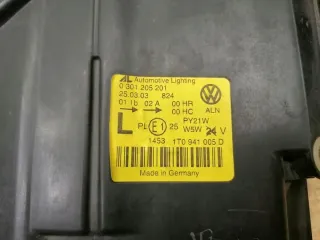 AL Automotive Lighting
0 301 205 201
25.03.03 824
01 1b 02 A 00 HR
00 HC ALN
L PL E1 25 PY21W
W5W 24 V
1453 1T0 941 005 D
Made in Germany